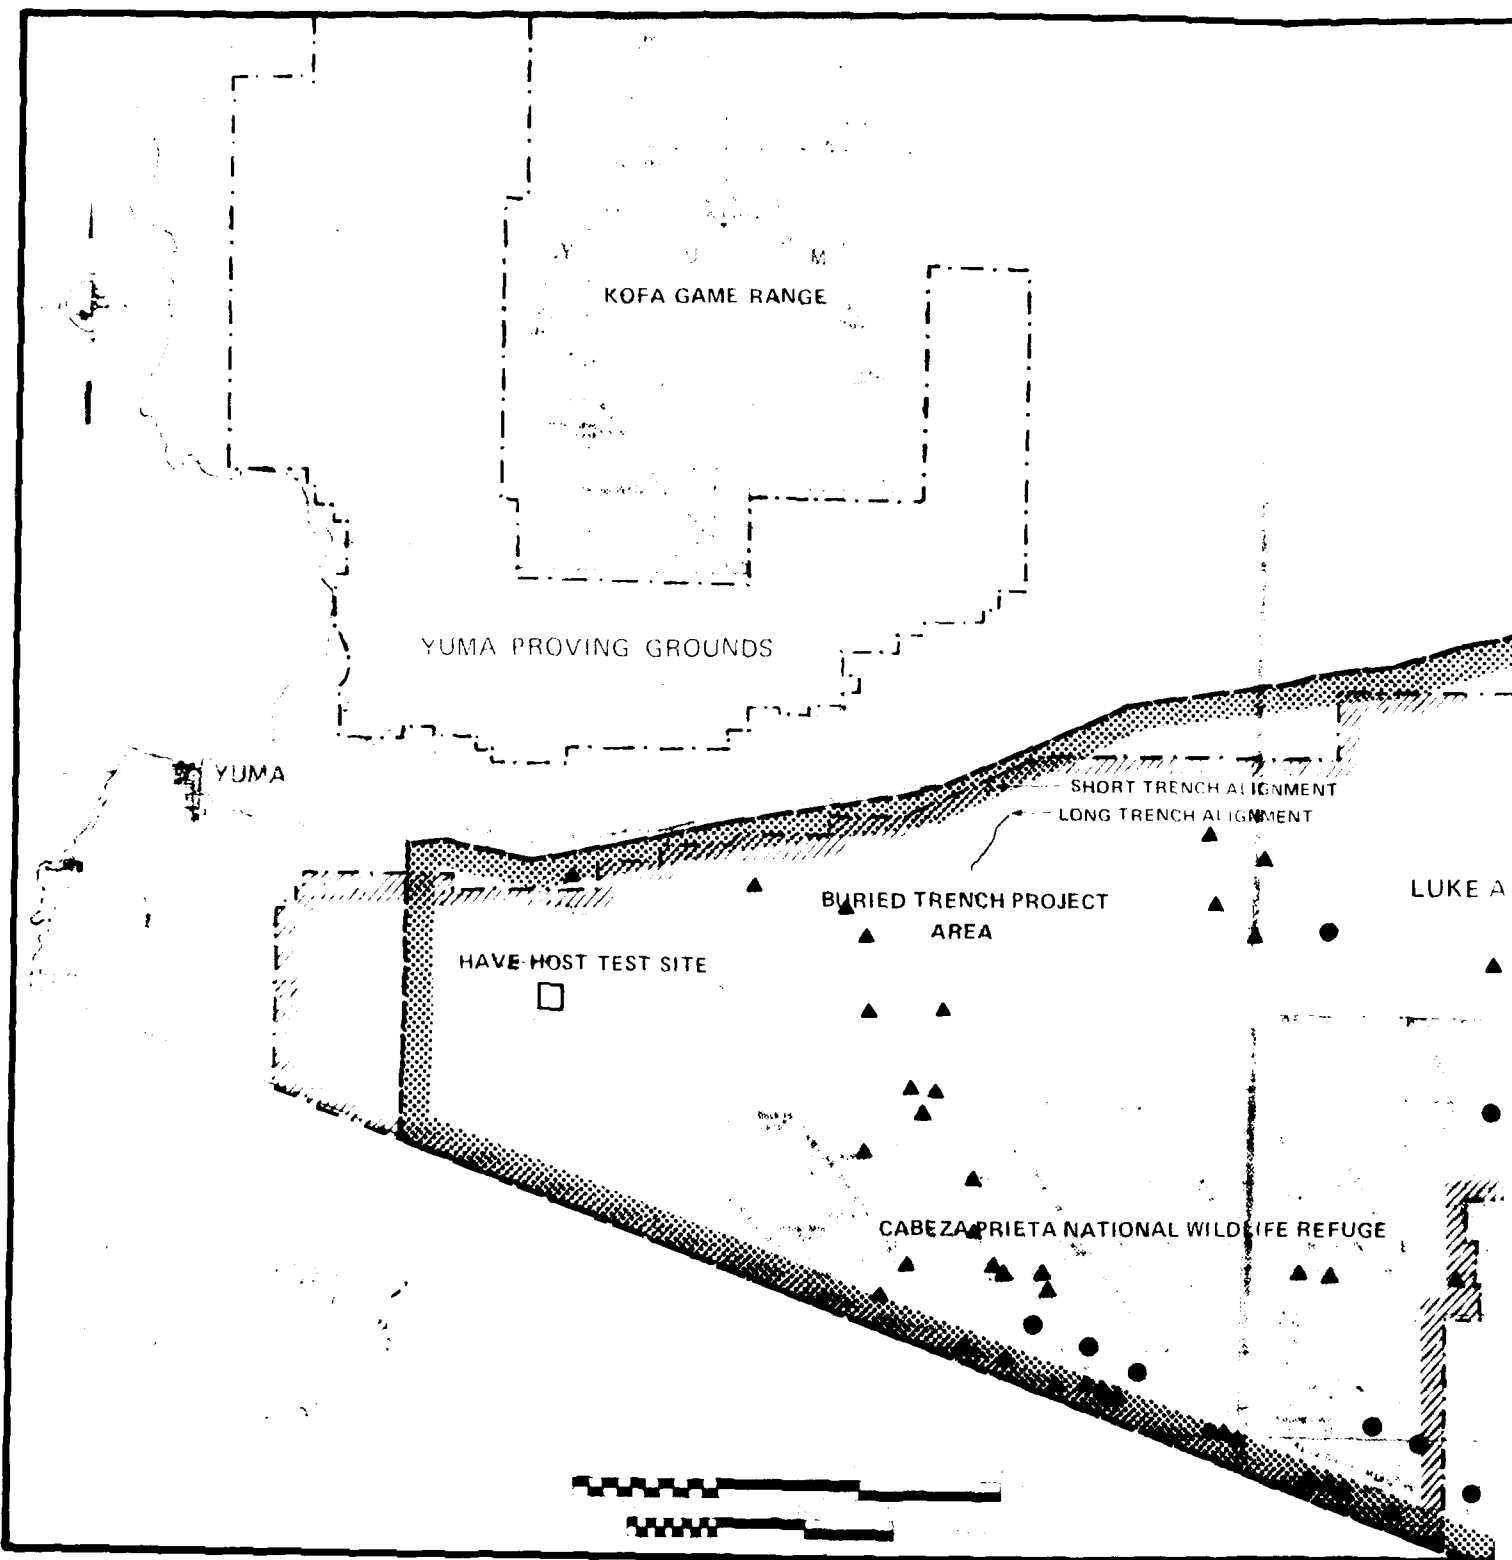 Y U M
KOFA GAME RANGE
YUMA PROVING GROUNDS
YUMA
SHORT TRENCH ALIGNMENT
LONG TRENCH ALIGNMENT
LUKE A
BURIED TRENCH PROJECT
AREA
HAVE HOST TEST SITE
CABEZA PRIETA NATIONAL WILDLIFE REFUGE